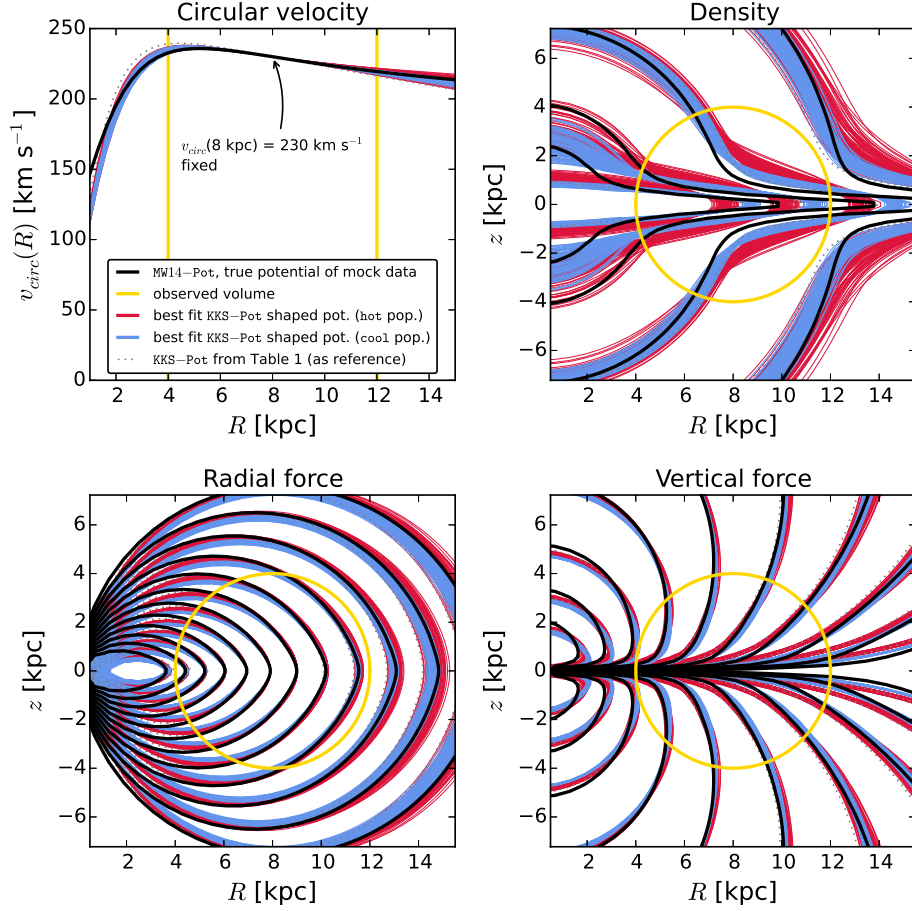 Circular velocity
250
200
150
100
50
0
v_circ(R) [km s⁻¹]
v_circ(8 kpc) = 230 km s⁻¹
fixed
MW14-Pot, true potential of mock data
observed volume
best fit KKS-Pot shaped pot. (hot pop.)
best fit KKS-Pot shaped pot. (cool pop.)
KKS-Pot from Table 1 (as reference)
2 4 6 8 10 12 14
R [kpc]
Density
6
4
2
0
−2
−4
−6
z [kpc]
2 4 6 8 10 12 14
R [kpc]
Radial force
6
4
2
0
−2
−4
−6
z [kpc]
2 4 6 8 10 12 14
R [kpc]
Vertical force
6
4
2
0
−2
−4
−6
z [kpc]
2 4 6 8 10 12 14
R [kpc]